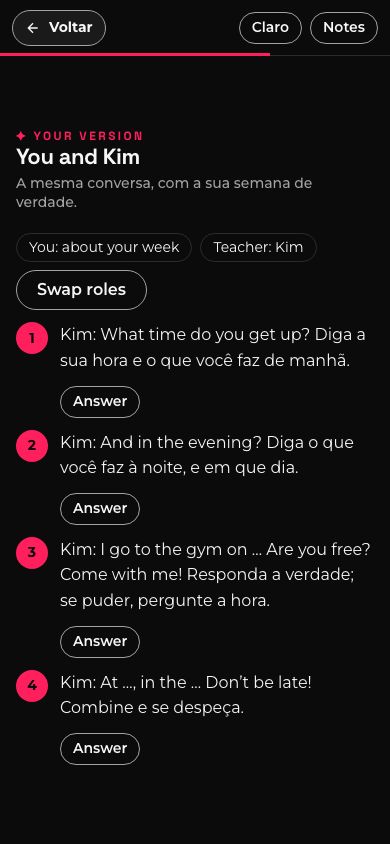 ← Voltar
Claro
Notes
✦ YOUR VERSION
You and Kim
A mesma conversa, com a sua semana de
verdade.
You: about your week
Teacher: Kim
Swap roles
1 Kim: What time do you get up? Diga a
sua hora e o que você faz de manhã.
Answer
2 Kim: And in the evening? Diga o que
você faz à noite, e em que dia.
Answer
3 Kim: I go to the gym on ... Are you free?
Come with me! Responda a verdade;
se puder, pergunte a hora.
Answer
4 Kim: At ..., in the ... Don’t be late!
Combine e se despeça.
Answer